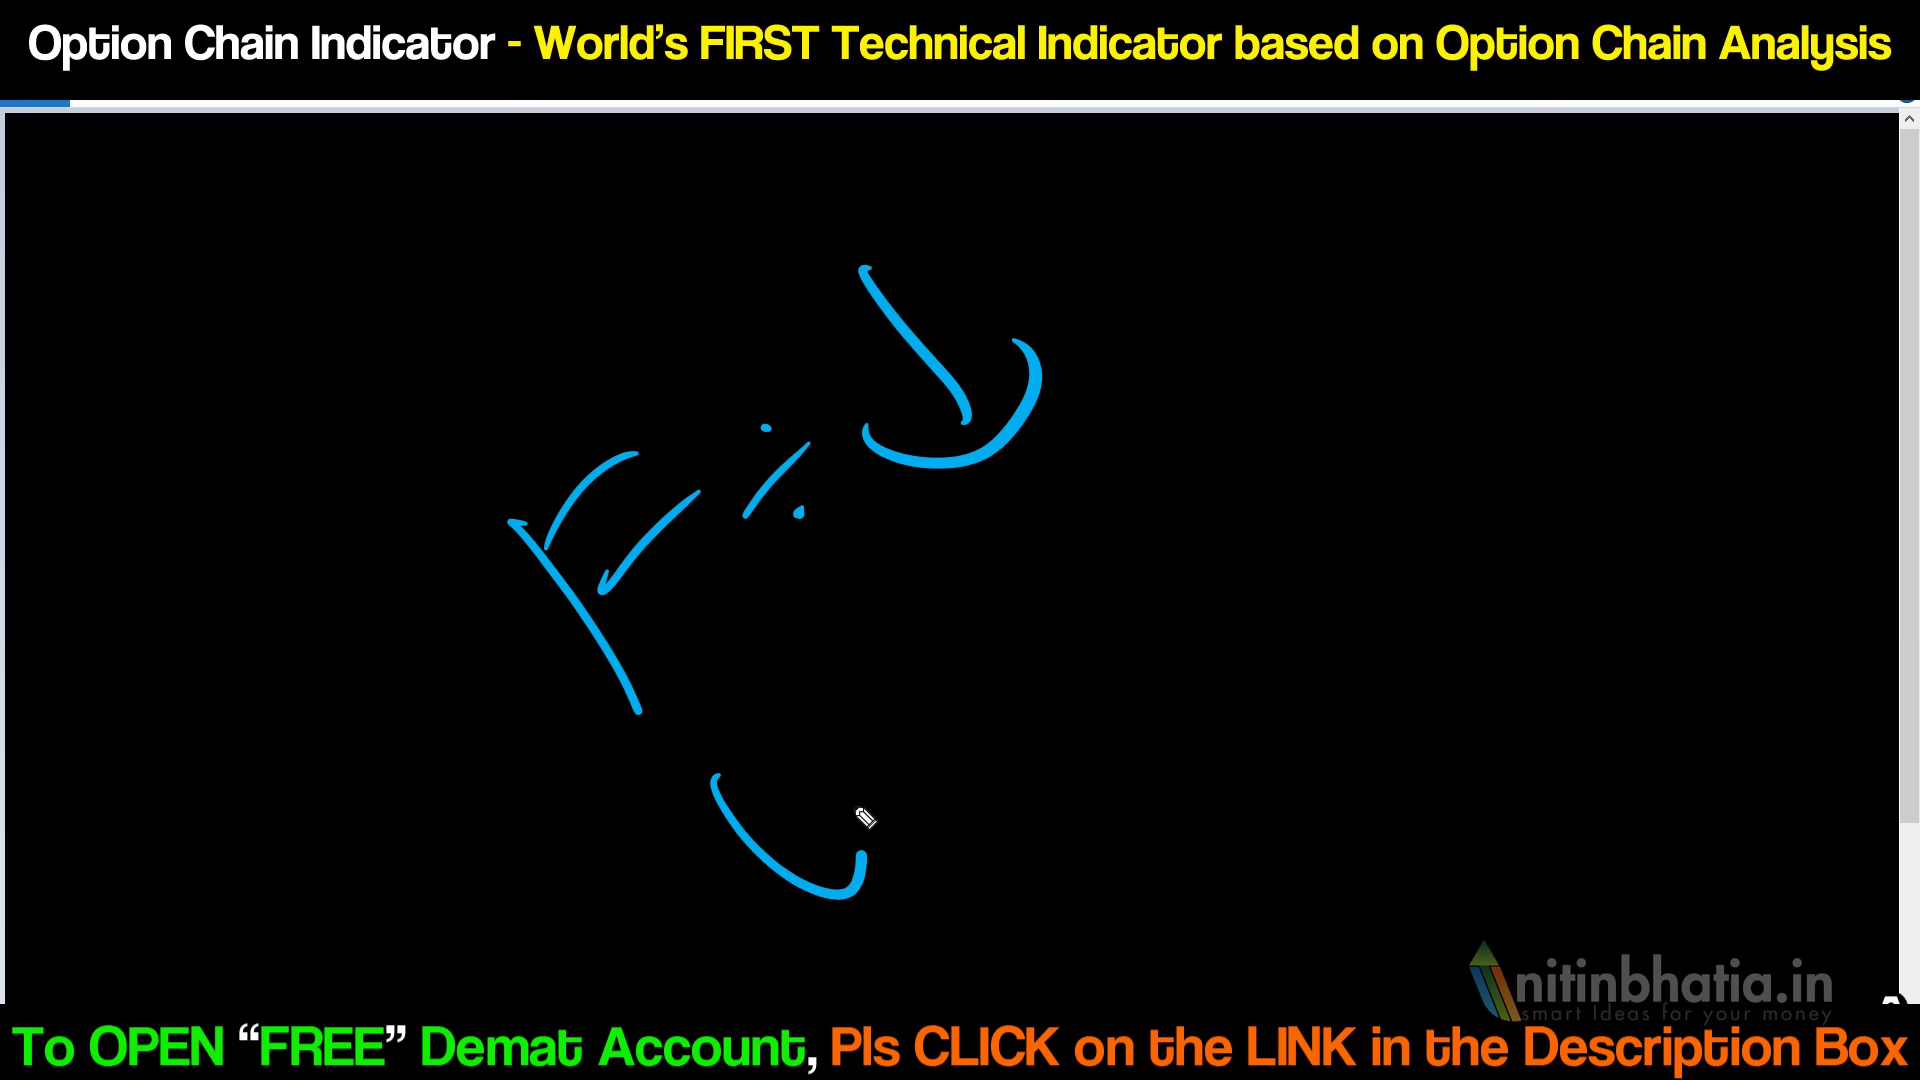 Option Chain Indicator - World's FIRST Technical Indicator based on Option Chain Analysis
nitinbhatia.in
smart Ideas for your money
To OPEN “FREE” Demat Account, Pls CLICK on the LINK in the Description Box